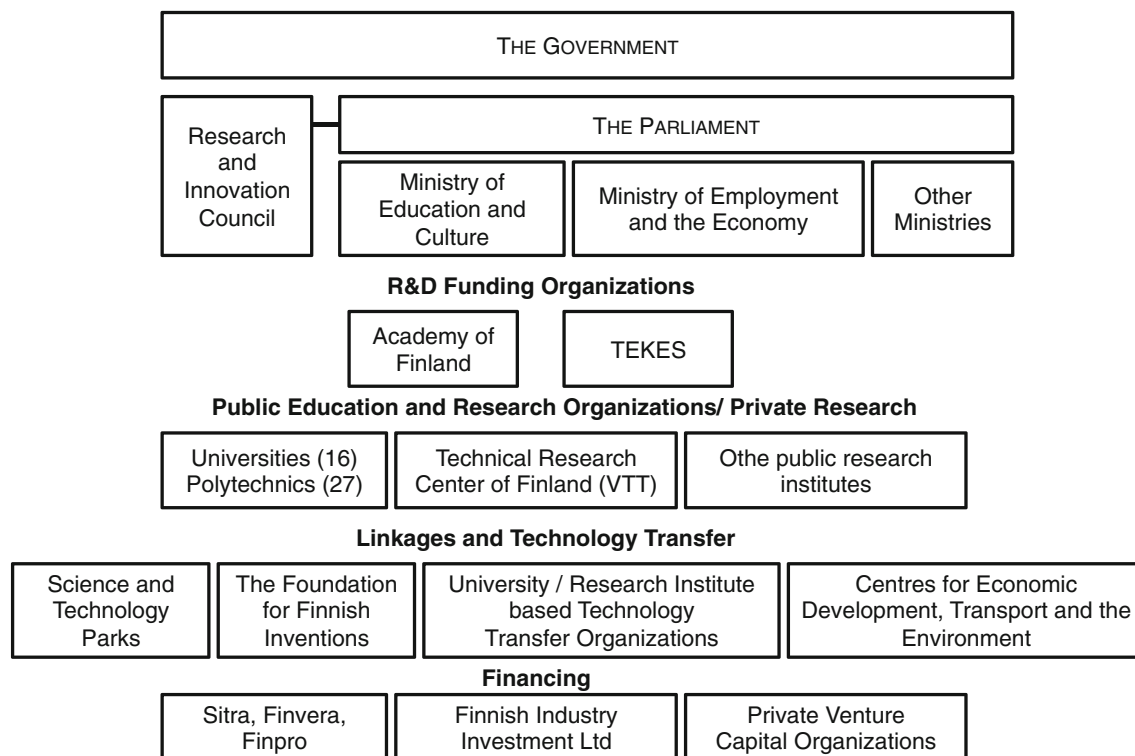 THE GOVERNMENT
Research
and
Innovation
Council
THE PARLIAMENT
Ministry of
Education and
Culture
Ministry of Employment
and the Economy
Other
Ministries
R&D Funding Organizations
Academy of
Finland
TEKES
Public Education and Research Organizations/ Private Research
Universities (16)
Polytechnics (27)
Technical Research
Center of Finland (VTT)
Othe public research
institutes
Linkages and Technology Transfer
Science and
Technology
Parks
The Foundation
for Finnish
Inventions
University / Research Institute
based Technology
Transfer Organizations
Centres for Economic
Development, Transport and the
Environment
Financing
Sitra, Finvera,
Finpro
Finnish Industry
Investment Ltd
Private Venture
Capital Organizations